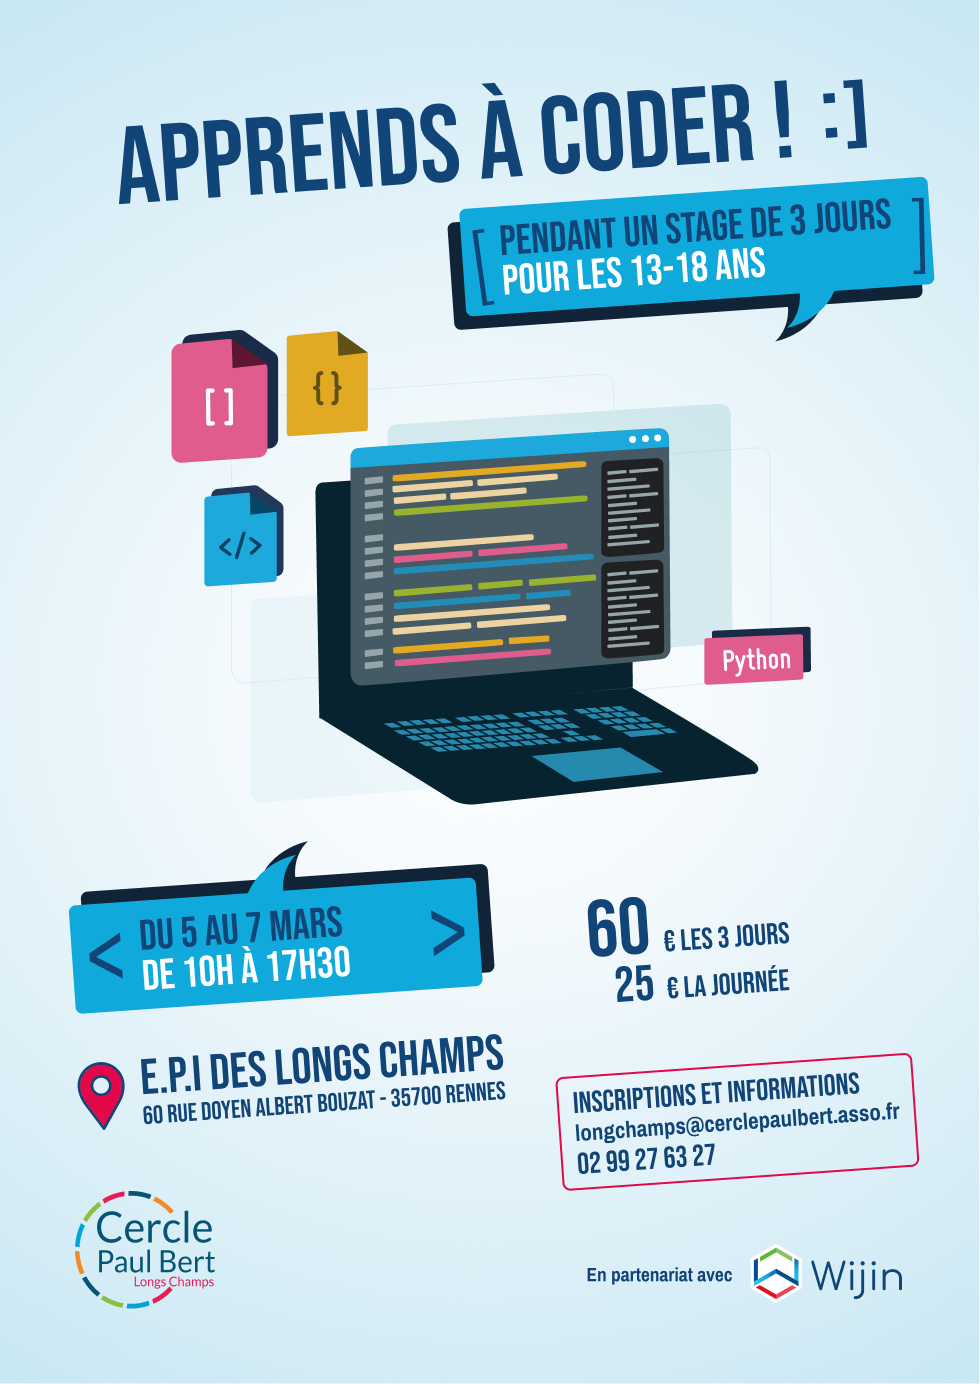 APPRENDS À CODER ! :]
[ PENDANT UN STAGE DE 3 JOURS ]
POUR LES 13-18 ANS
[ ]
{ }
</>
Python
< DU 5 AU 7 MARS >
DE 10H À 17H30
60 € LES 3 JOURS
25 € LA JOURNÉE
E.P.I DES LONGS CHAMPS
60 RUE DOYEN ALBERT BOUZAT - 35700 RENNES
INSCRIPTIONS ET INFORMATIONS
longchamps@cerclepaulbert.asso.fr
02 99 27 63 27
Cercle
Paul Bert
Longs Champs
En partenariat avec Wijin